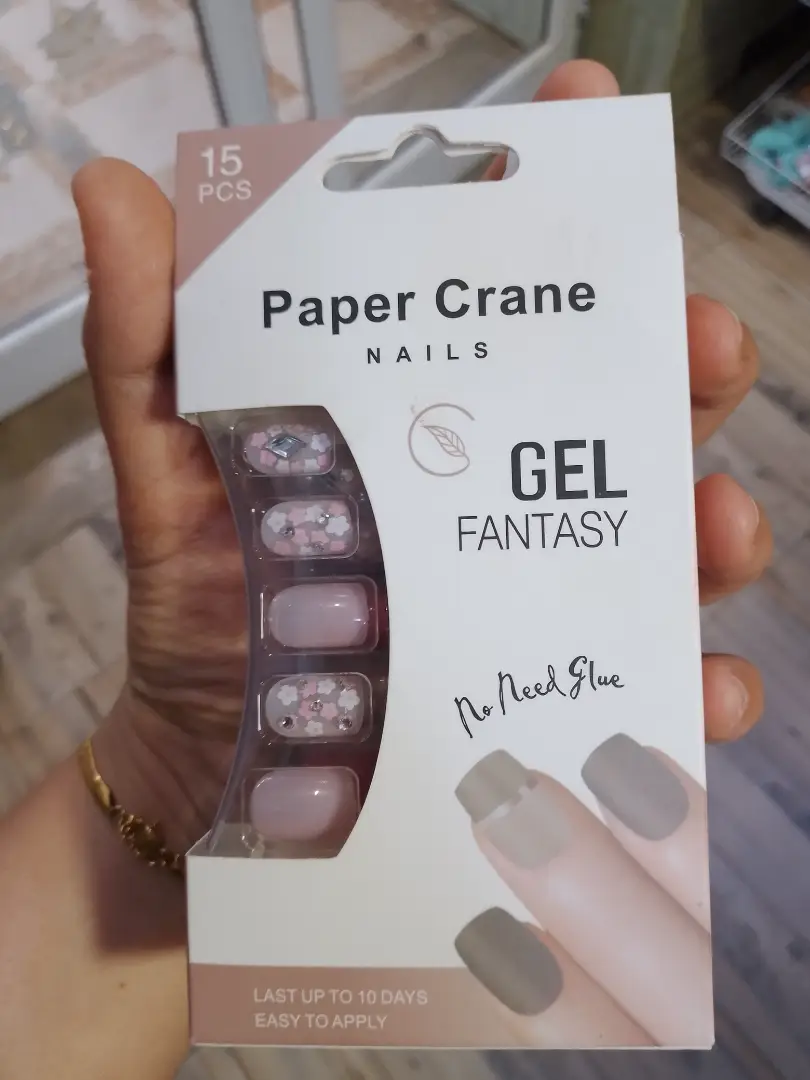 15
PCS
Paper Crane
NAILS
GEL
FANTASY
No Need Glue
LAST UP TO 10 DAYS
EASY TO APPLY